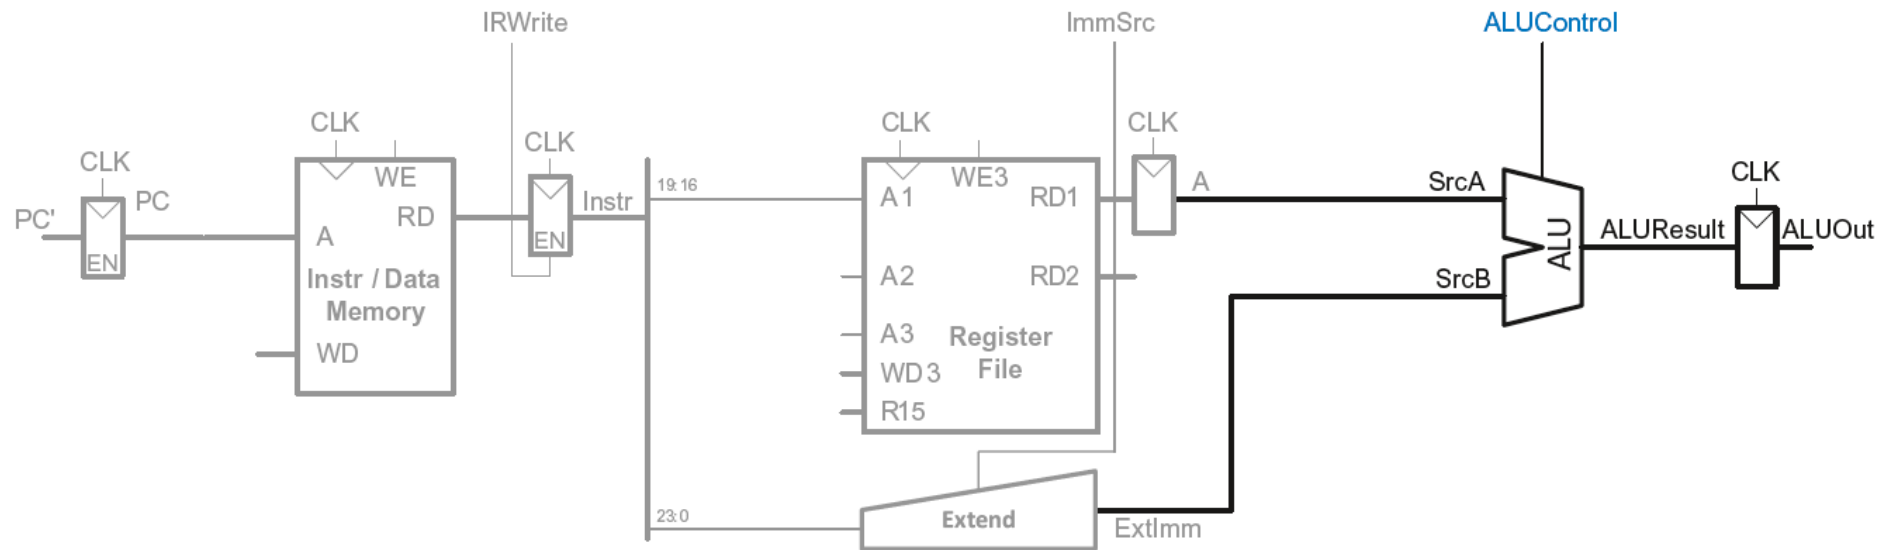 IRWrite
ImmSrc
ALUControl
CLK
CLK
CLK
CLK
CLK
CLK
PC'
PC
EN
WE
RD
A
Instr / Data
Memory
WD
EN
Instr
19:16
A1
WE3
RD1
A
SrcA
ALU
ALUResult
ALUOut
A2
RD2
SrcB
A3
Register
File
WD3
R15
23:0
Extend
ExtImm